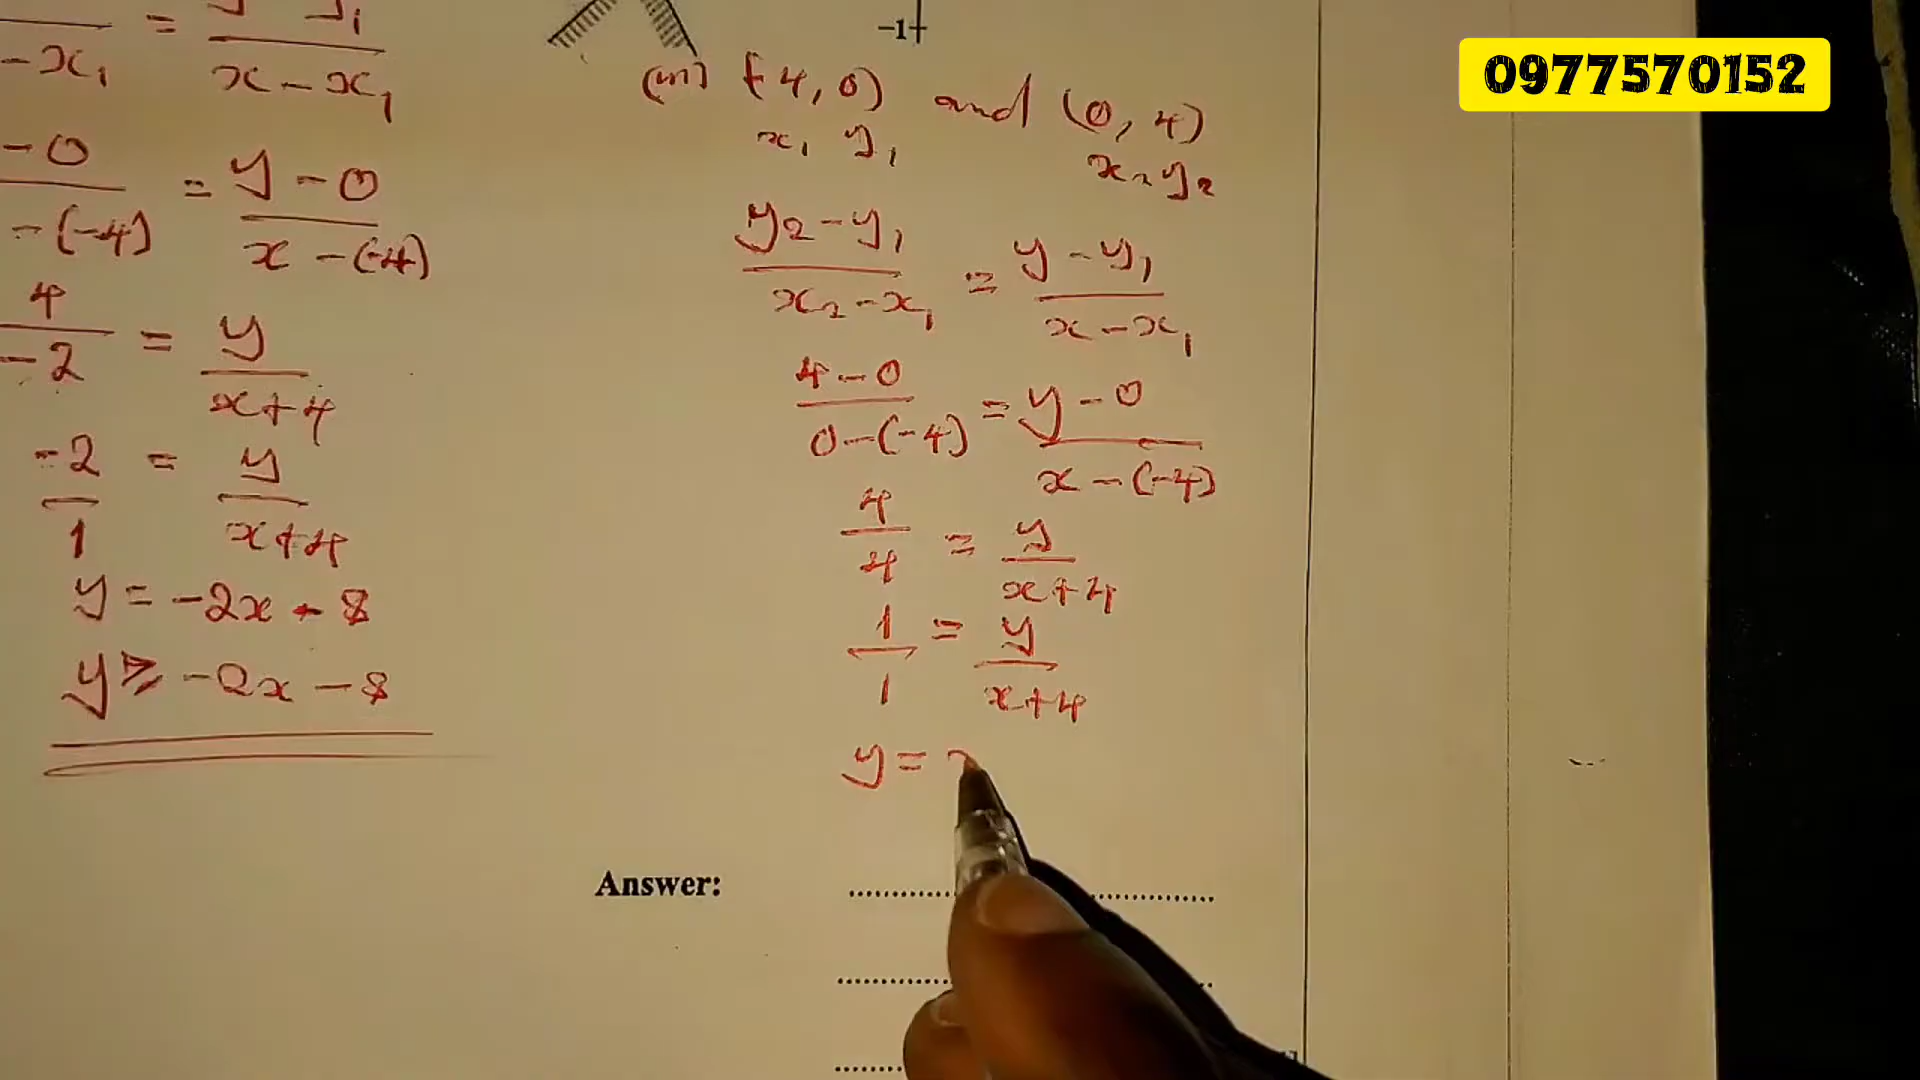 0977570152
-1
- x₁ = x - x₁
- 0 = y - 0
- (-4) x - (-4)
4 = y
- 2 x + 4
-2 = y
1 x + 4
y = -2x - 8
y ≥ -2x - 8
(-4, 0) and (0, 4)
x₁ y₁ x₂ y₂
y₂ - y₁ = y - y₁
x₂ - x₁ x - x₁
4 - 0 = y - 0
0 - (-4) x - (-4)
4 = y
4 x + 4
1 = y
1 x + 4
y =
Answer: